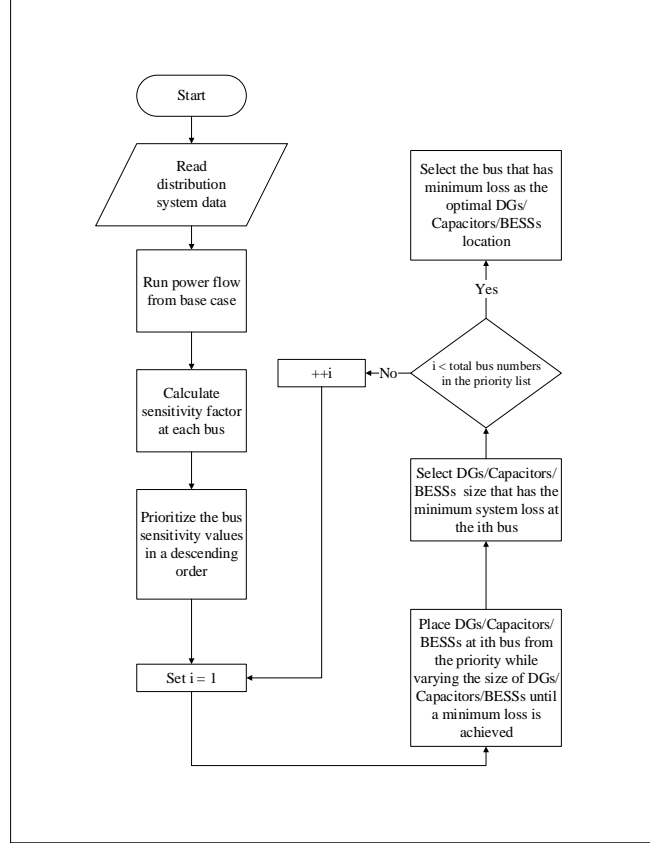 Start
Read
distribution
system data
Run power flow
from base case
Calculate
sensitivity factor
at each bus
Prioritize the bus
sensitivity values
in a descending
order
Set i = 1
Place DGs/Capacitors/
BESSs at ith bus from
the priority while
varying the size of DGs/
Capacitors/BESSs until
a minimum loss is
achieved
Select DGs/Capacitors/
BESSs size that has the
minimum system loss at
the ith bus
i < total bus numbers
in the priority list
No
++i
Yes
Select the bus that has
minimum loss as the
optimal DGs/
Capacitors/BESSs
location